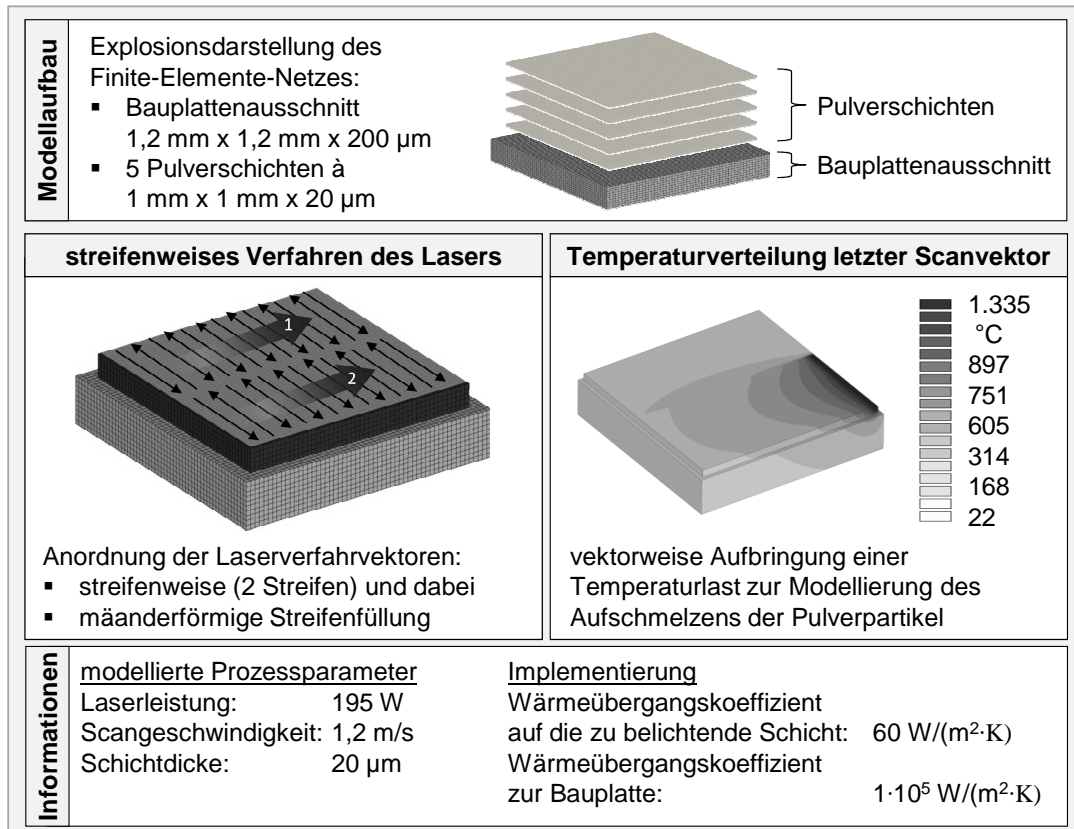 Modellaufbau
Explosionsdarstellung des
Finite-Elemente-Netzes:
▪ Bauplattenausschnitt
1,2 mm x 1,2 mm x 200 µm
▪ 5 Pulverschichten à
1 mm x 1 mm x 20 µm
Pulverschichten
Bauplattenausschnitt
streifenweises Verfahren des Lasers
1
2
Anordnung der Laserverfahrvektoren:
▪ streifenweise (2 Streifen) und dabei
▪ mäanderförmige Streifenfüllung
Temperaturverteilung letzter Scanvektor
1.335
°C
897
751
605
314
168
22
vektorweise Aufbringung einer
Temperaturlast zur Modellierung des
Aufschmelzens der Pulverpartikel
Informationen
modellierte Prozessparameter
Laserleistung: 195 W
Scangeschwindigkeit: 1,2 m/s
Schichtdicke: 20 µm
Implementierung
Wärmeübergangskoeffizient
auf die zu belichtende Schicht: 60 W/(m²·K)
Wärmeübergangskoeffizient
zur Bauplatte: 1·10⁵ W/(m²·K)